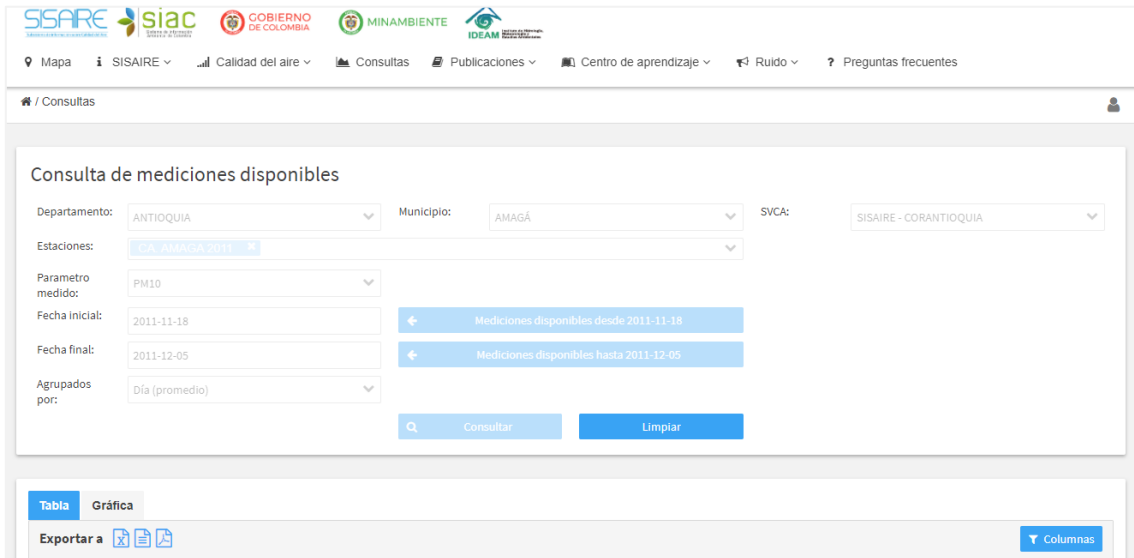 SISAIRE siac GOBIERNO DE COLOMBIA MINAMBIENTE IDEAM
Mapa SISAIRE Calidad del aire Consultas Publicaciones Centro de aprendizaje Ruido Preguntas frecuentes
/ Consultas
Consulta de mediciones disponibles
Departamento: ANTIOQUIA Municipio: AMAGÁ SVCA: SISAIRE - CORANTIOQUIA
Estaciones: CA. AMAGA 2011
Parametro medido: PM10
Fecha inicial: 2011-11-18 Mediciones disponibles desde 2011-11-18
Fecha final: 2011-12-05 Mediciones disponibles hasta 2011-12-05
Agrupados por: Día (promedio)
Consultar Limpiar
Tabla Gráfica
Exportar a Columnas